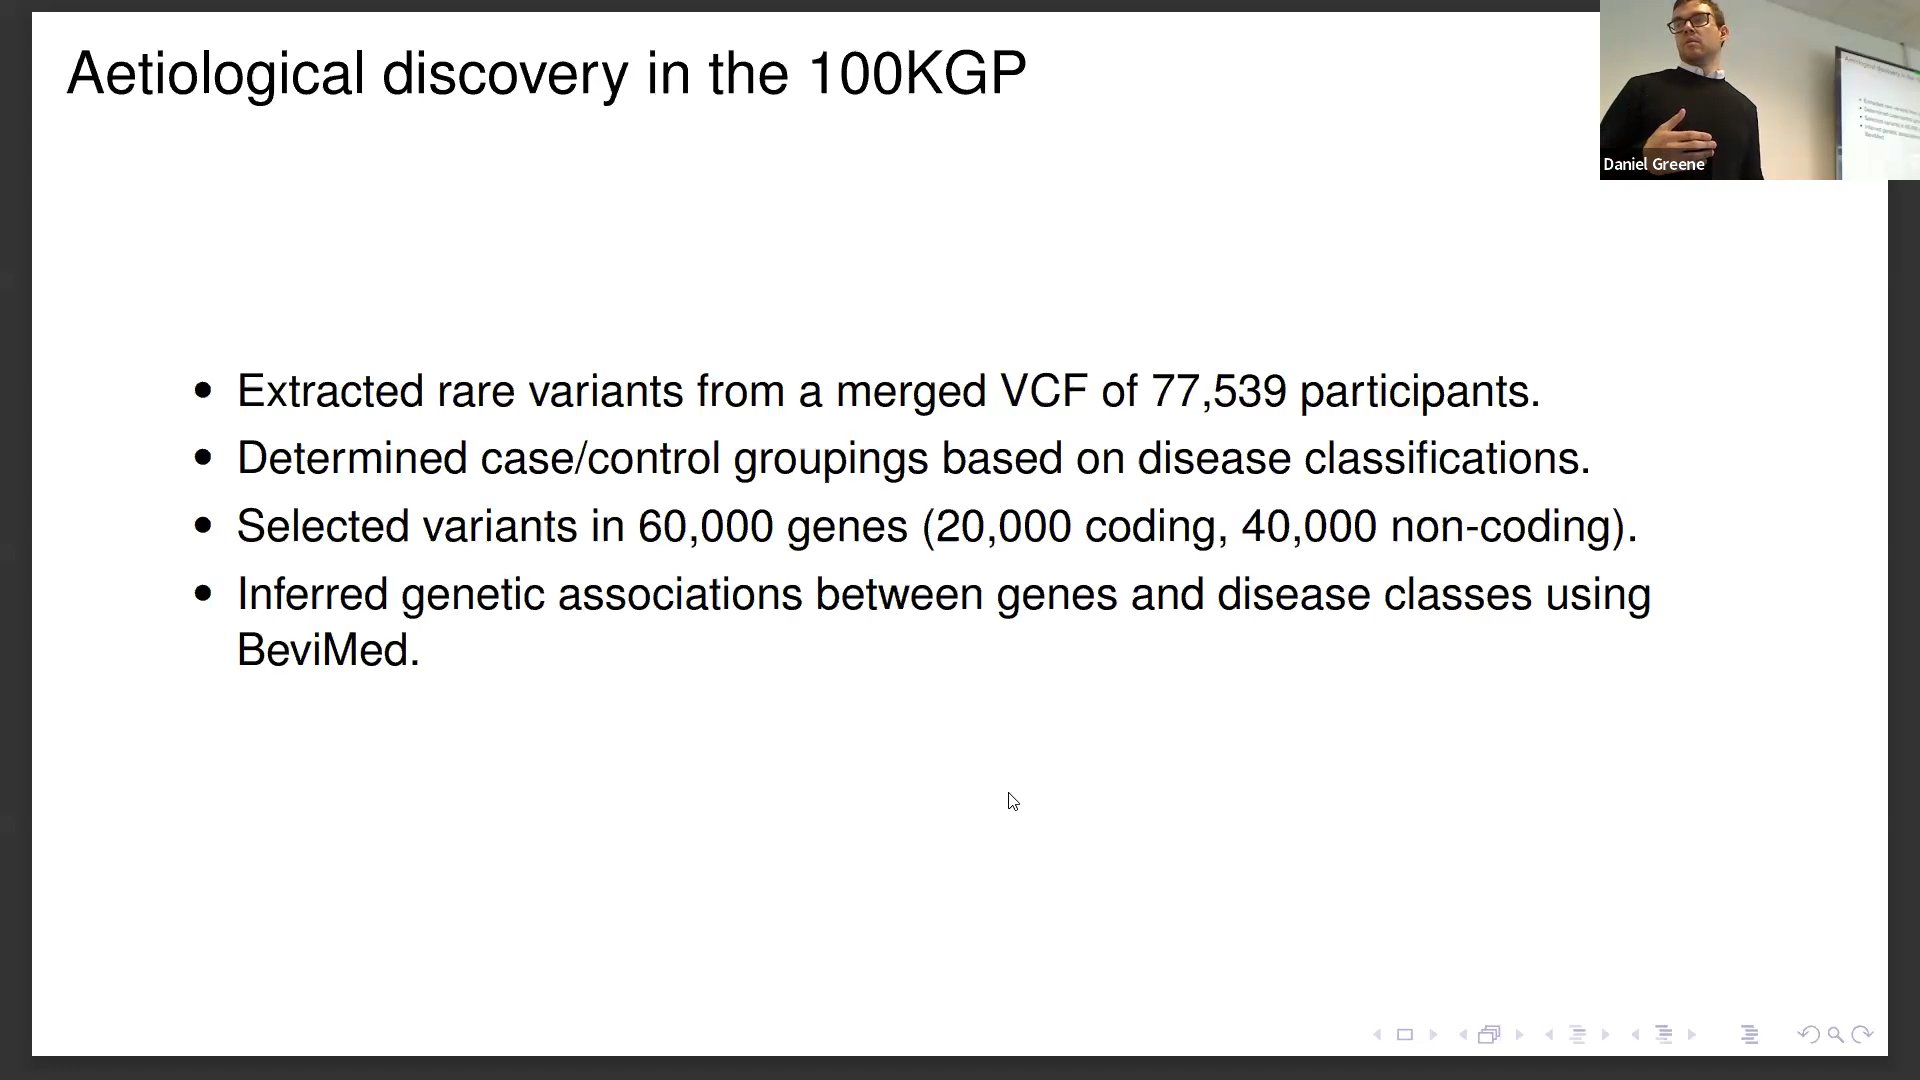 Aetiological discovery in the 100KGP
Daniel Greene
• Extracted rare variants from a merged VCF of 77,539 participants.
• Determined case/control groupings based on disease classifications.
• Selected variants in 60,000 genes (20,000 coding, 40,000 non-coding).
• Inferred genetic associations between genes and disease classes using
BeviMed.